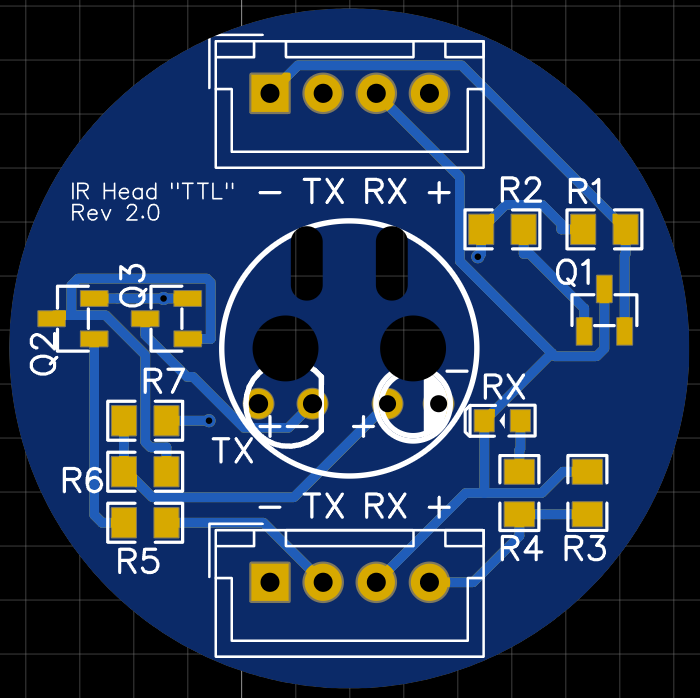 IR Head "TTL"
Rev 2.0
- TX RX +
R2
R1
Q1
Q3
Q2
R7
R6
R5
TX
+ -
+
-
RX
- TX RX +
R4
R3